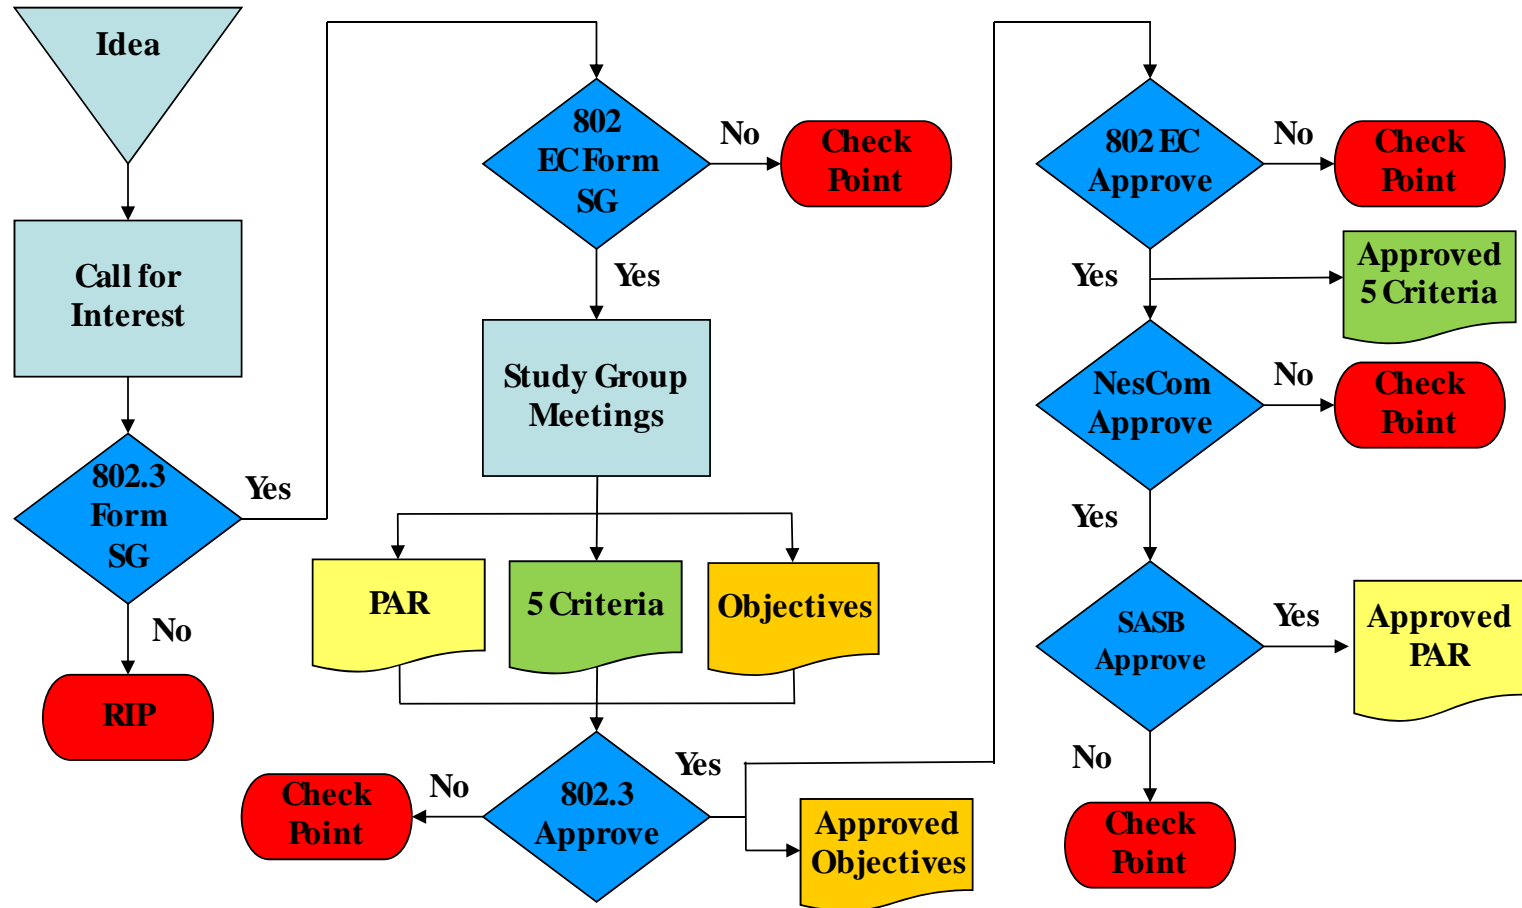 Idea
Call for
Interest
802.3
Form
SG
Yes
No
RIP
802
EC Form
SG
No
Check
Point
Yes
Study Group
Meetings
PAR
5 Criteria
Objectives
802.3
Approve
No
Check
Point
Yes
Approved
Objectives
802 EC
Approve
No
Check
Point
Yes
Approved
5 Criteria
NesCom
Approve
No
Check
Point
Yes
SASB
Approve
Yes
Approved
PAR
No
Check
Point